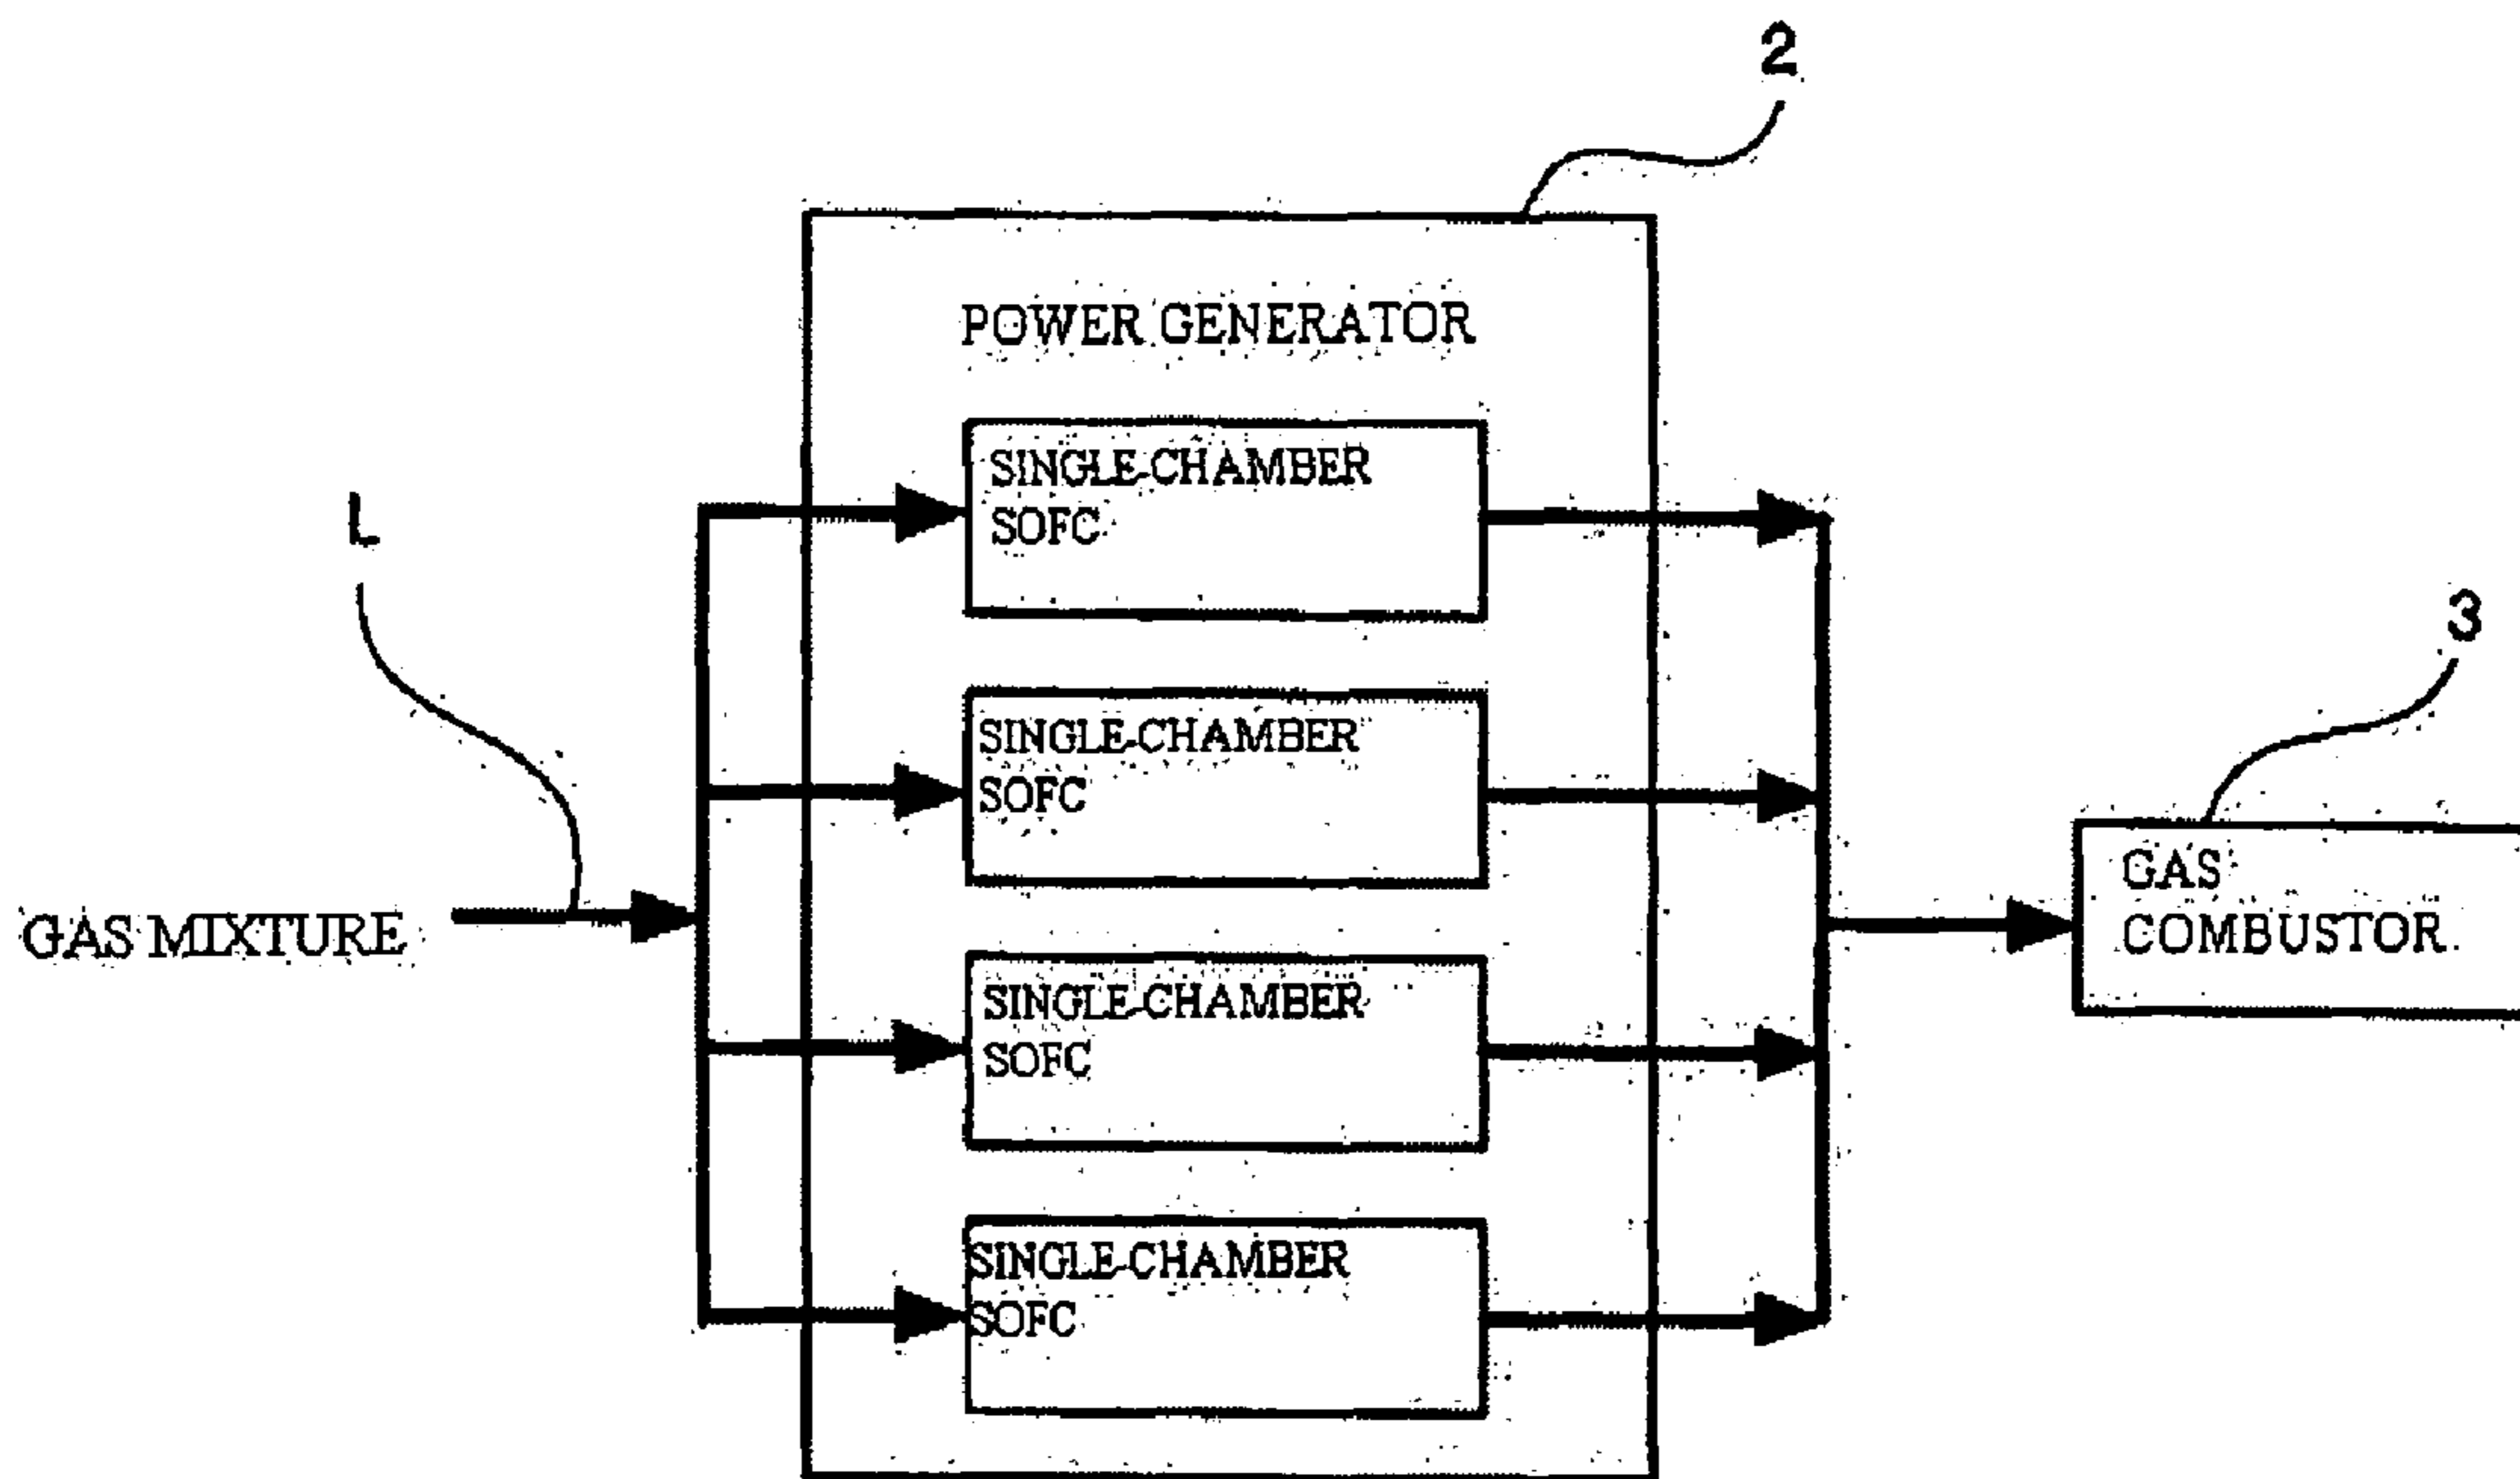 2
POWER GENERATOR
SINGLE-CHAMBER
SOFC
L
3
SINGLE-CHAMBER
SOFC
GAS
COMBUSTOR
GAS MIXTURE
SINGLE-CHAMBER
SOFC
SINGLE-CHAMBER
SOFC